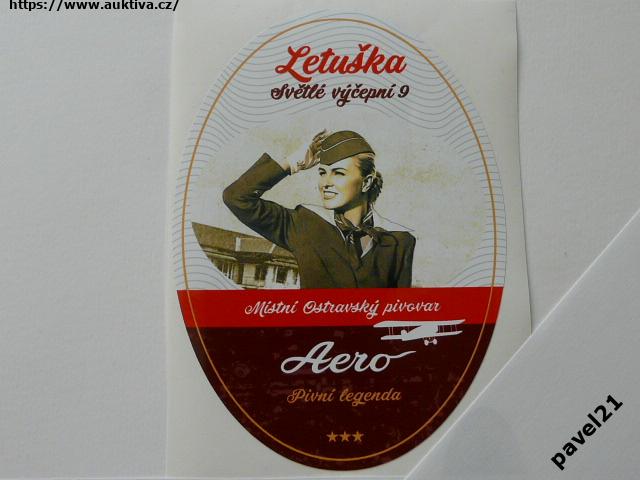 https://www.auktiva.cz/
Letuška
Světlé výčepní 9
Místní Ostravský pivovar
Aero
Pivní legenda
pavel21